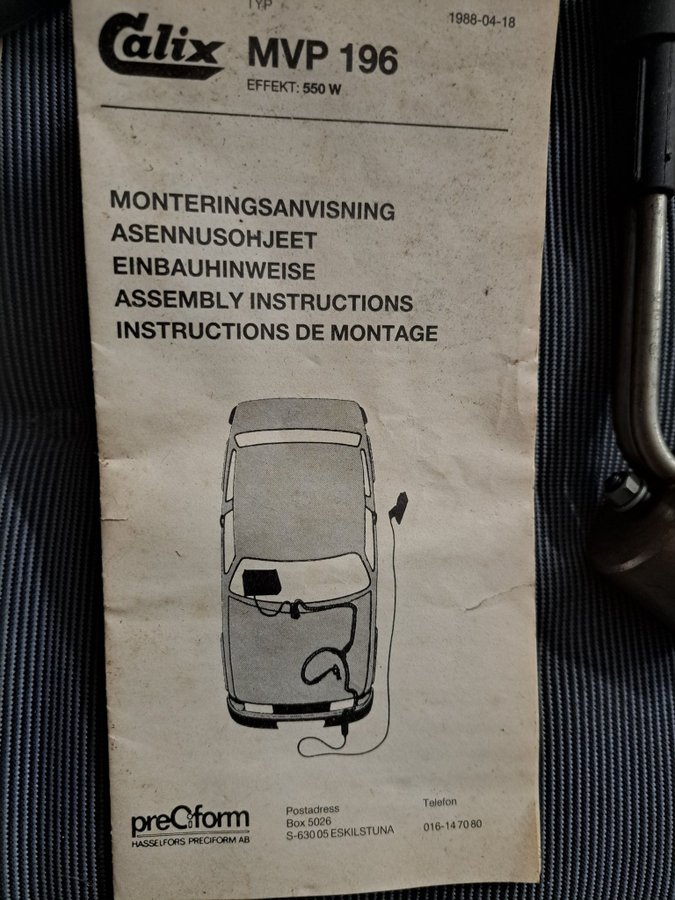 TYP
1988-04-18
Calix MVP 196
EFFEKT: 550 W
MONTERINGSANVISNING
ASENNUSOHJEET
EINBAUHINWEISE
ASSEMBLY INSTRUCTIONS
INSTRUCTIONS DE MONTAGE
preCiform
HASSELFORS PRECIFORM AB
Postadress
Box 5026
S-630 05 ESKILSTUNA
Telefon
016-14 70 80